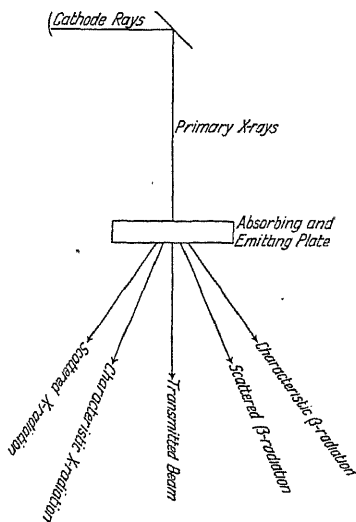 Cathode Rays
Primary X-rays
Absorbing and
Emitting Plate
Scattered X-radiation
Characteristic X-radiation
Transmitted Beam
Scattered β-radiation
Characteristic β-radiation